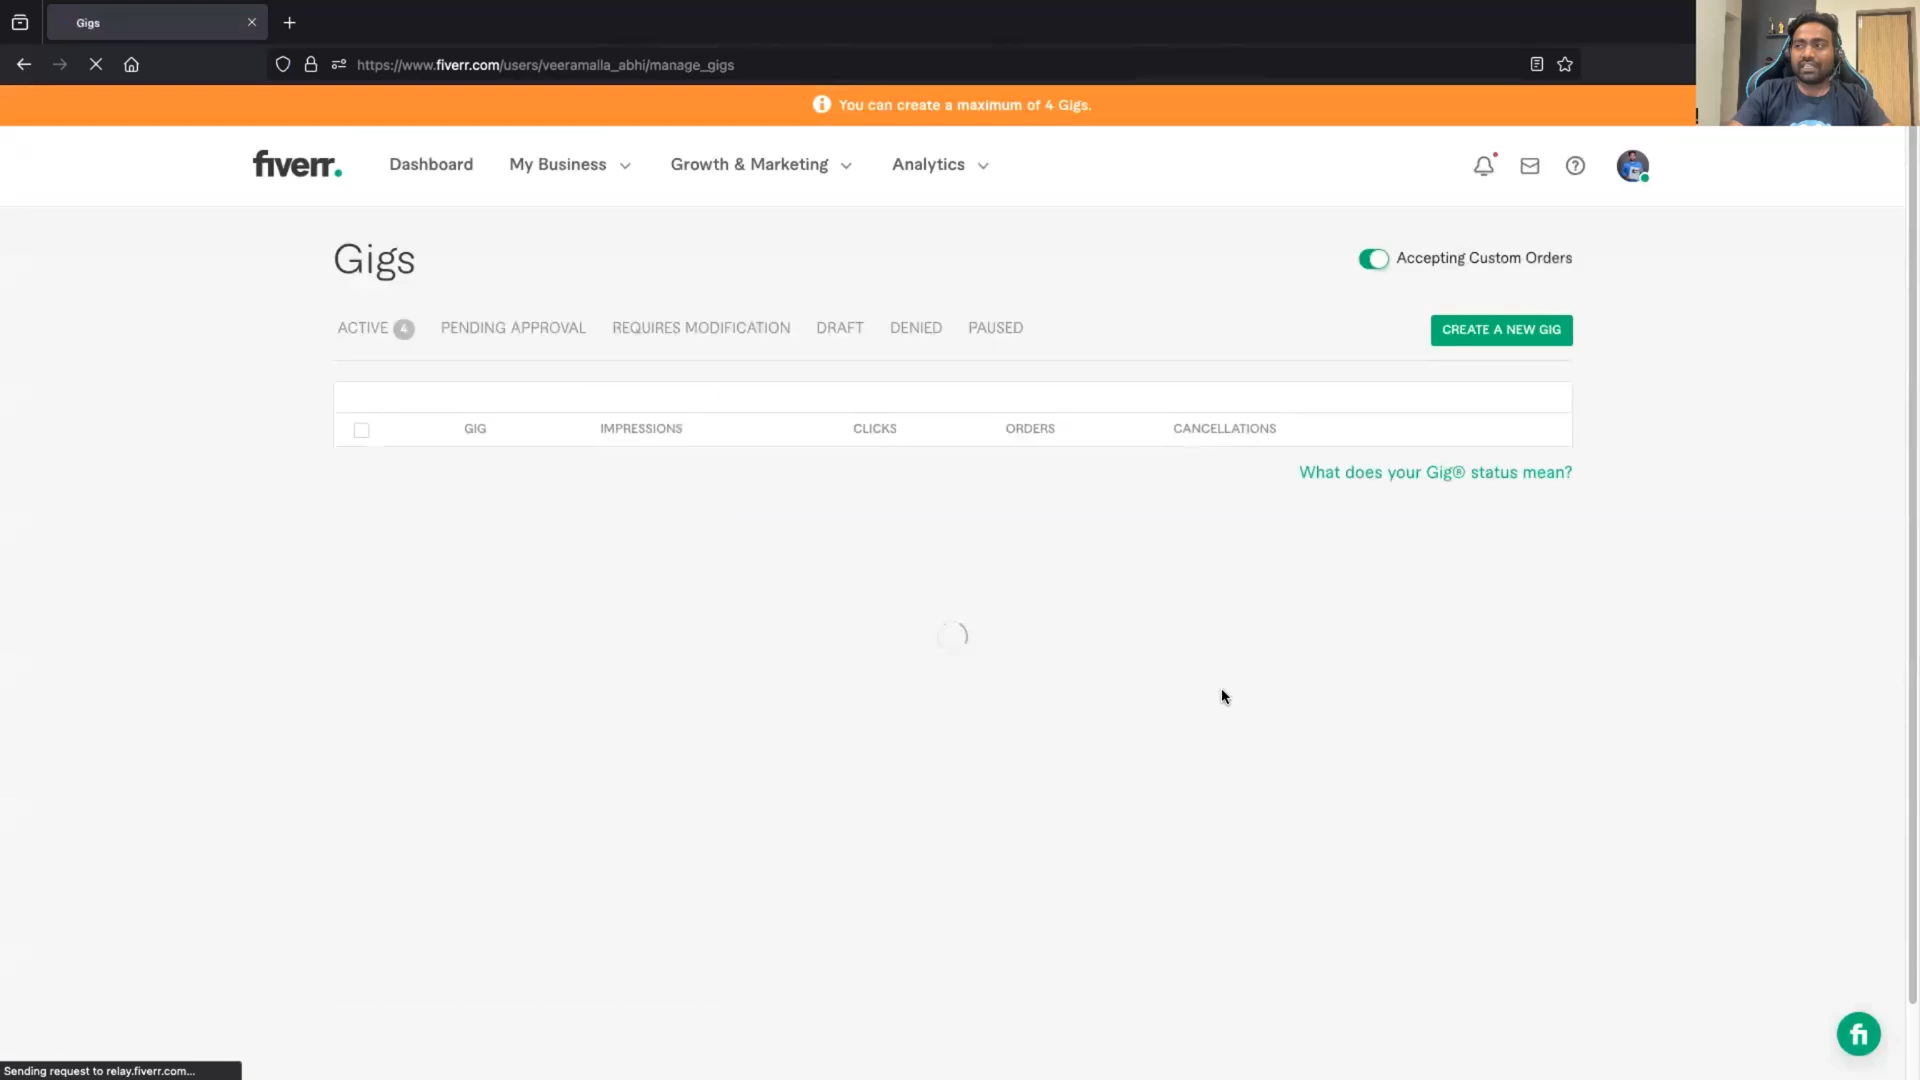 Gigs
https://www.fiverr.com/users/veeramalla_abhi/manage_gigs
You can create a maximum of 4 Gigs.
fiverr. Dashboard My Business Growth & Marketing Analytics
Gigs
Accepting Custom Orders
ACTIVE 4 PENDING APPROVAL REQUIRES MODIFICATION DRAFT DENIED PAUSED CREATE A NEW GIG
GIG IMPRESSIONS CLICKS ORDERS CANCELLATIONS
What does your Gig® status mean?
fi
Sending request to relay.fiverr.com...